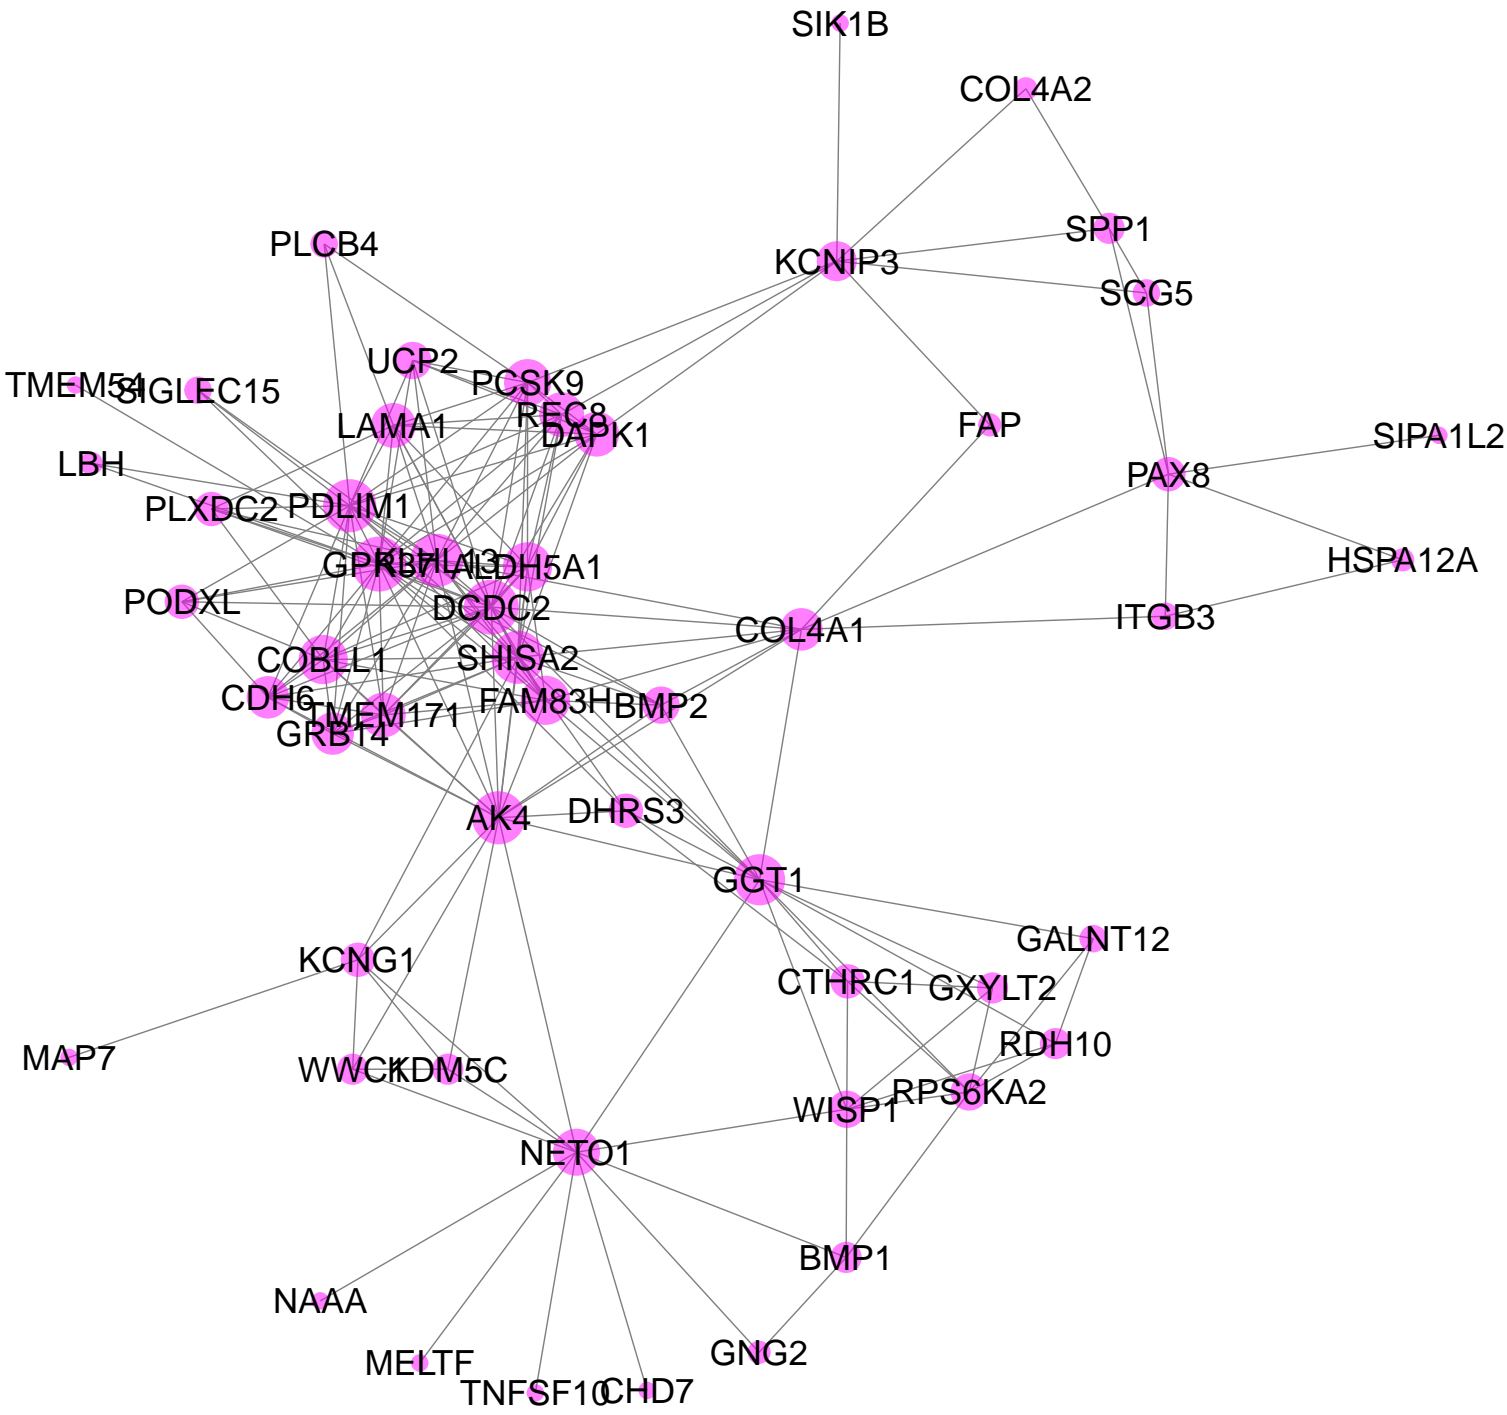 SIK1B
COL4A2
SPP1
PLCB4
KCNIP3
SCG5
UCP2
PCSK9
TMEM54
SIGLEC15
REC8
LAMA1
DAPK1
FAP
SIPA1L2
LBH
PAX8
PLXDC2
PDLIM1
GPR37
KLHL13
ALDH5A1
HSPA12A
PODXL
DCDC2
ITGB3
COL4A1
COBLL1
SHISA2
CDH6
FAM83H
BMP2
TMEM171
GRB14
AK4
DHRS3
GGT1
GALNT12
KCNG1
CTHRC1
GXYLT2
RDH10
MAP7
WWC1
KDM5C
RPS6KA2
WISP1
NETO1
BMP1
NAAA
GNG2
MELTF
TNFSF10
CHD7